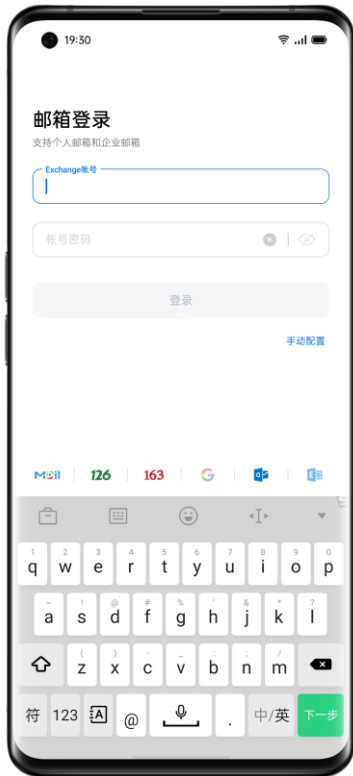 19:30
邮箱登录
支持个人邮箱和企业邮箱
Exchange账号
帐号密码
登录
手动配置
MOil 126 163 G
1 2 3 4 5 6 7 8 9 0
q w e r t y u i o p
~ ! @ # % ' & * ?
a s d f g h j k l
( ) - _ : ; /
z x c v b n m
符 123 A @ . 中/英 下一步